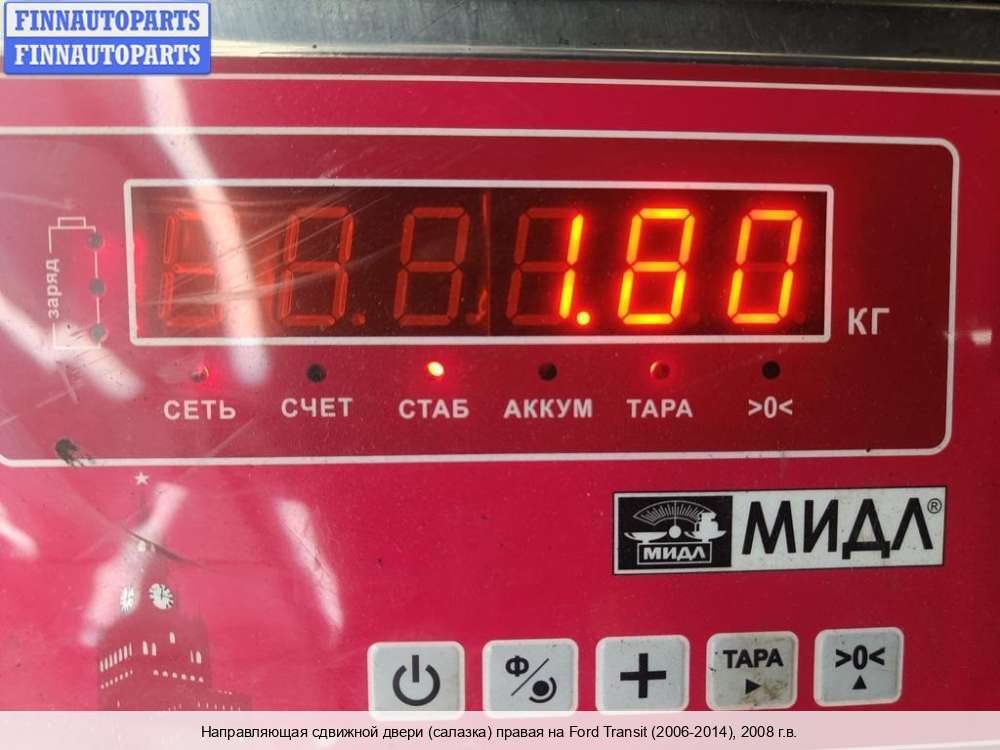 FINNAUTOPARTS
FINNAUTOPARTS
заряд
1.80
КГ
СЕТЬ СЧЕТ СТАБ АККУМ ТАРА >0<
МИДЛ МИДЛ®
Ф/ + ТАРА >0<
Направляющая сдвижной двери (салазка) правая на Ford Transit (2006-2014), 2008 г.в.